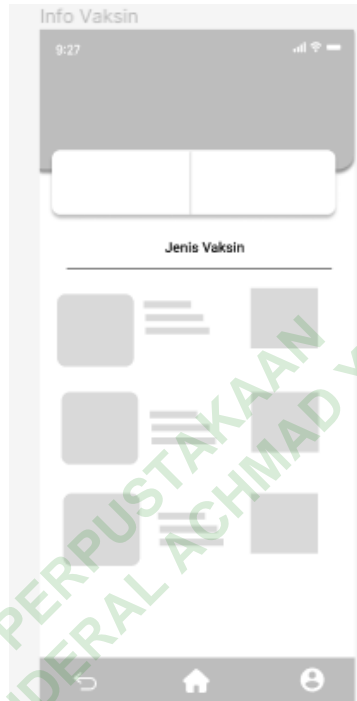 Info Vaksin
9:27
Jenis Vaksin
PERPUSTAKAAN
ACHMAD